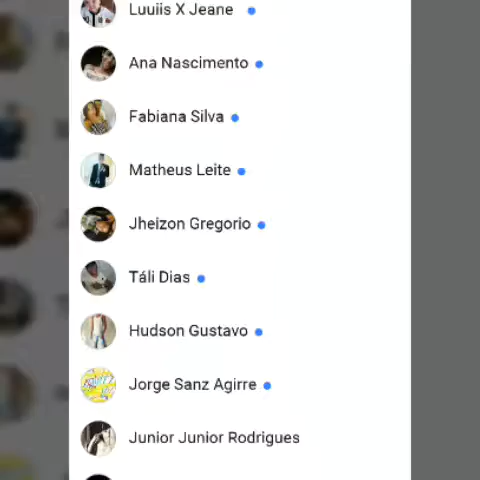 Luuiis X Jeane
Ana Nascimento
Fabiana Silva
Matheus Leite
Jheizon Gregorio
Táli Dias
Hudson Gustavo
Jorge Sanz Agirre
Junior Junior Rodrigues